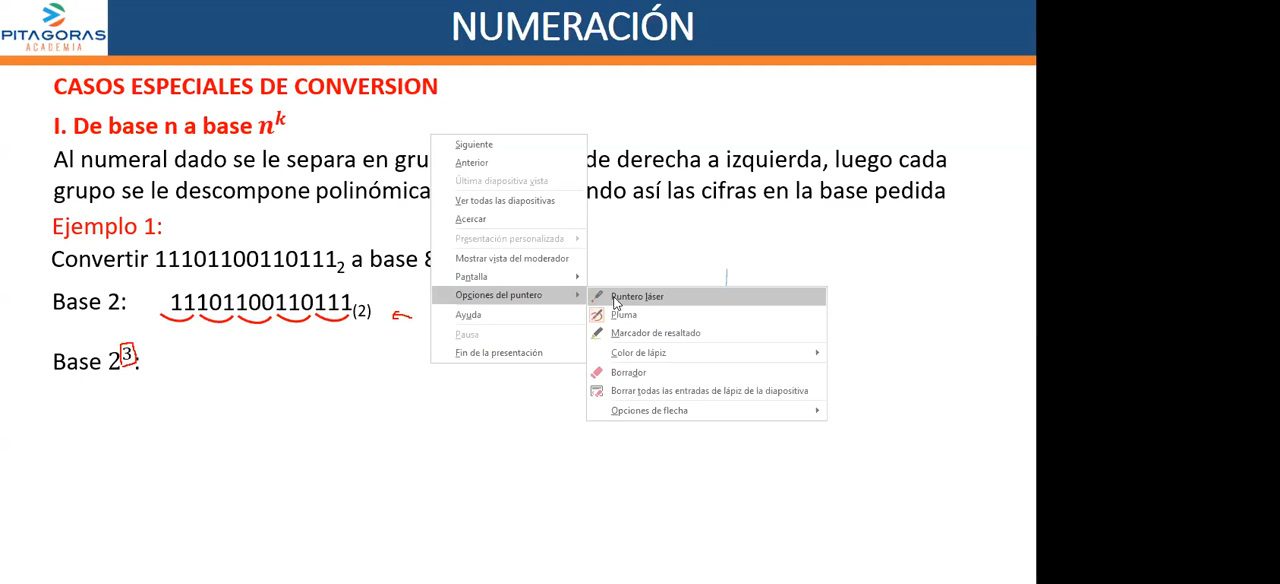 PITAGORAS
ACADEMIA
NUMERACIÓN
CASOS ESPECIALES DE CONVERSION
I. De base n a base n^k
Al numeral dado se le separa en gru de derecha a izquierda, luego cada
grupo se le descompone polinómica ndo así las cifras en la base pedida
Ejemplo 1:
Convertir 11101100110111₂ a base 8
Base 2: 11101100110111₍₂₎
Base 2³:
Siguiente
Anterior
Última diapositiva vista
Ver todas las diapositivas
Acercar
Presentación personalizada
Mostrar vista del moderador
Pantalla
Opciones del puntero
Ayuda
Pausa
Fin de la presentación
Puntero láser
Pluma
Marcador de resaltado
Color de lápiz
Borrador
Borrar todas las entradas de lápiz de la diapositiva
Opciones de flecha